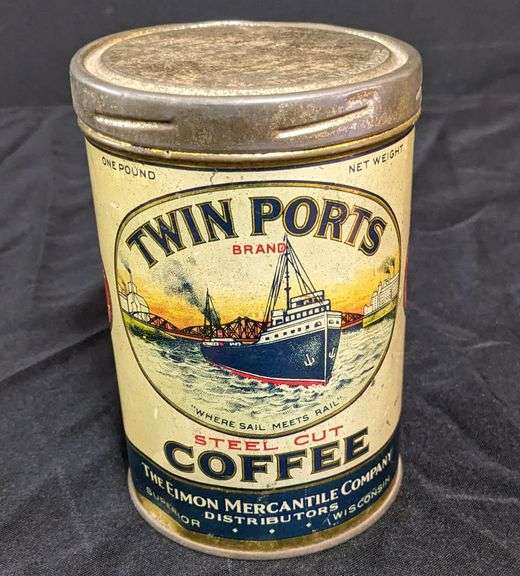 ONE POUND NET WEIGHT
TWIN PORTS
BRAND
"WHERE SAIL MEETS RAIL"
STEEL CUT
COFFEE
THE EIMON MERCANTILE COMPANY
DISTRIBUTORS
SUPERIOR WISCONSIN